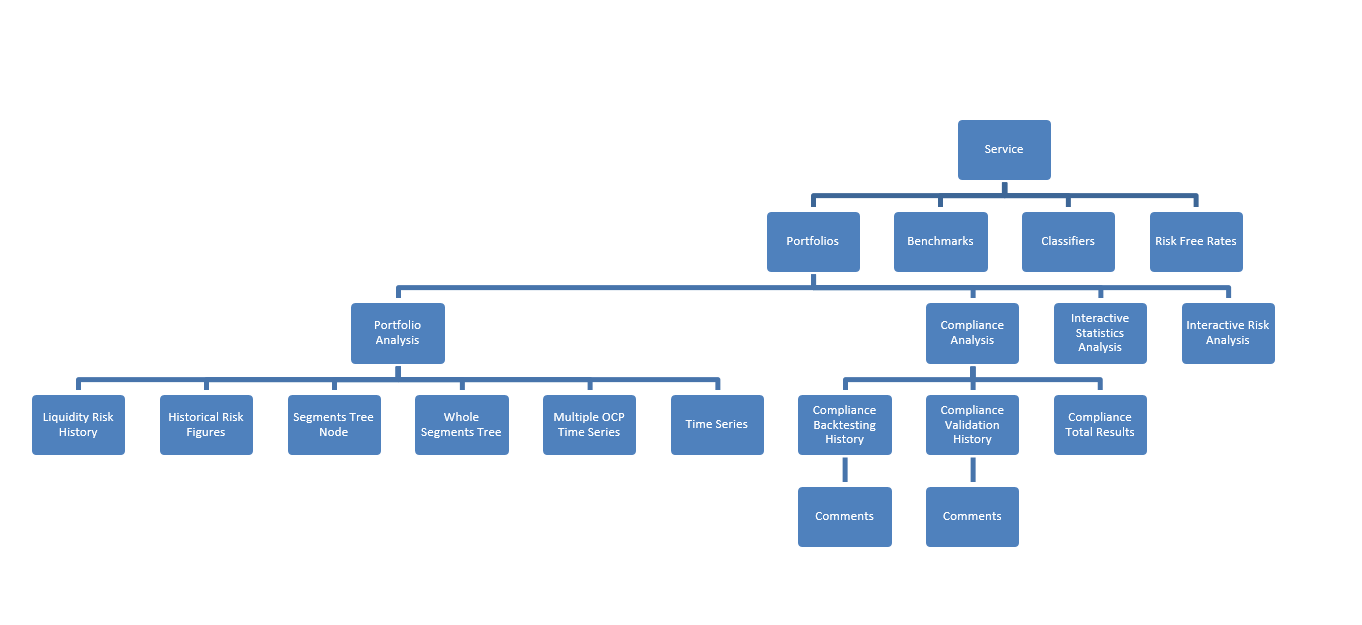 Service
Portfolios
Benchmarks
Classifiers
Risk Free Rates
Portfolio
Analysis
Compliance
Analysis
Interactive
Statistics
Analysis
Interactive Risk
Analysis
Liquidity Risk
History
Historical Risk
Figures
Segments Tree
Node
Whole
Segments Tree
Multiple OCP
Time Series
Time Series
Compliance
Backtesting
History
Compliance
Validation
History
Compliance
Total Results
Comments
Comments